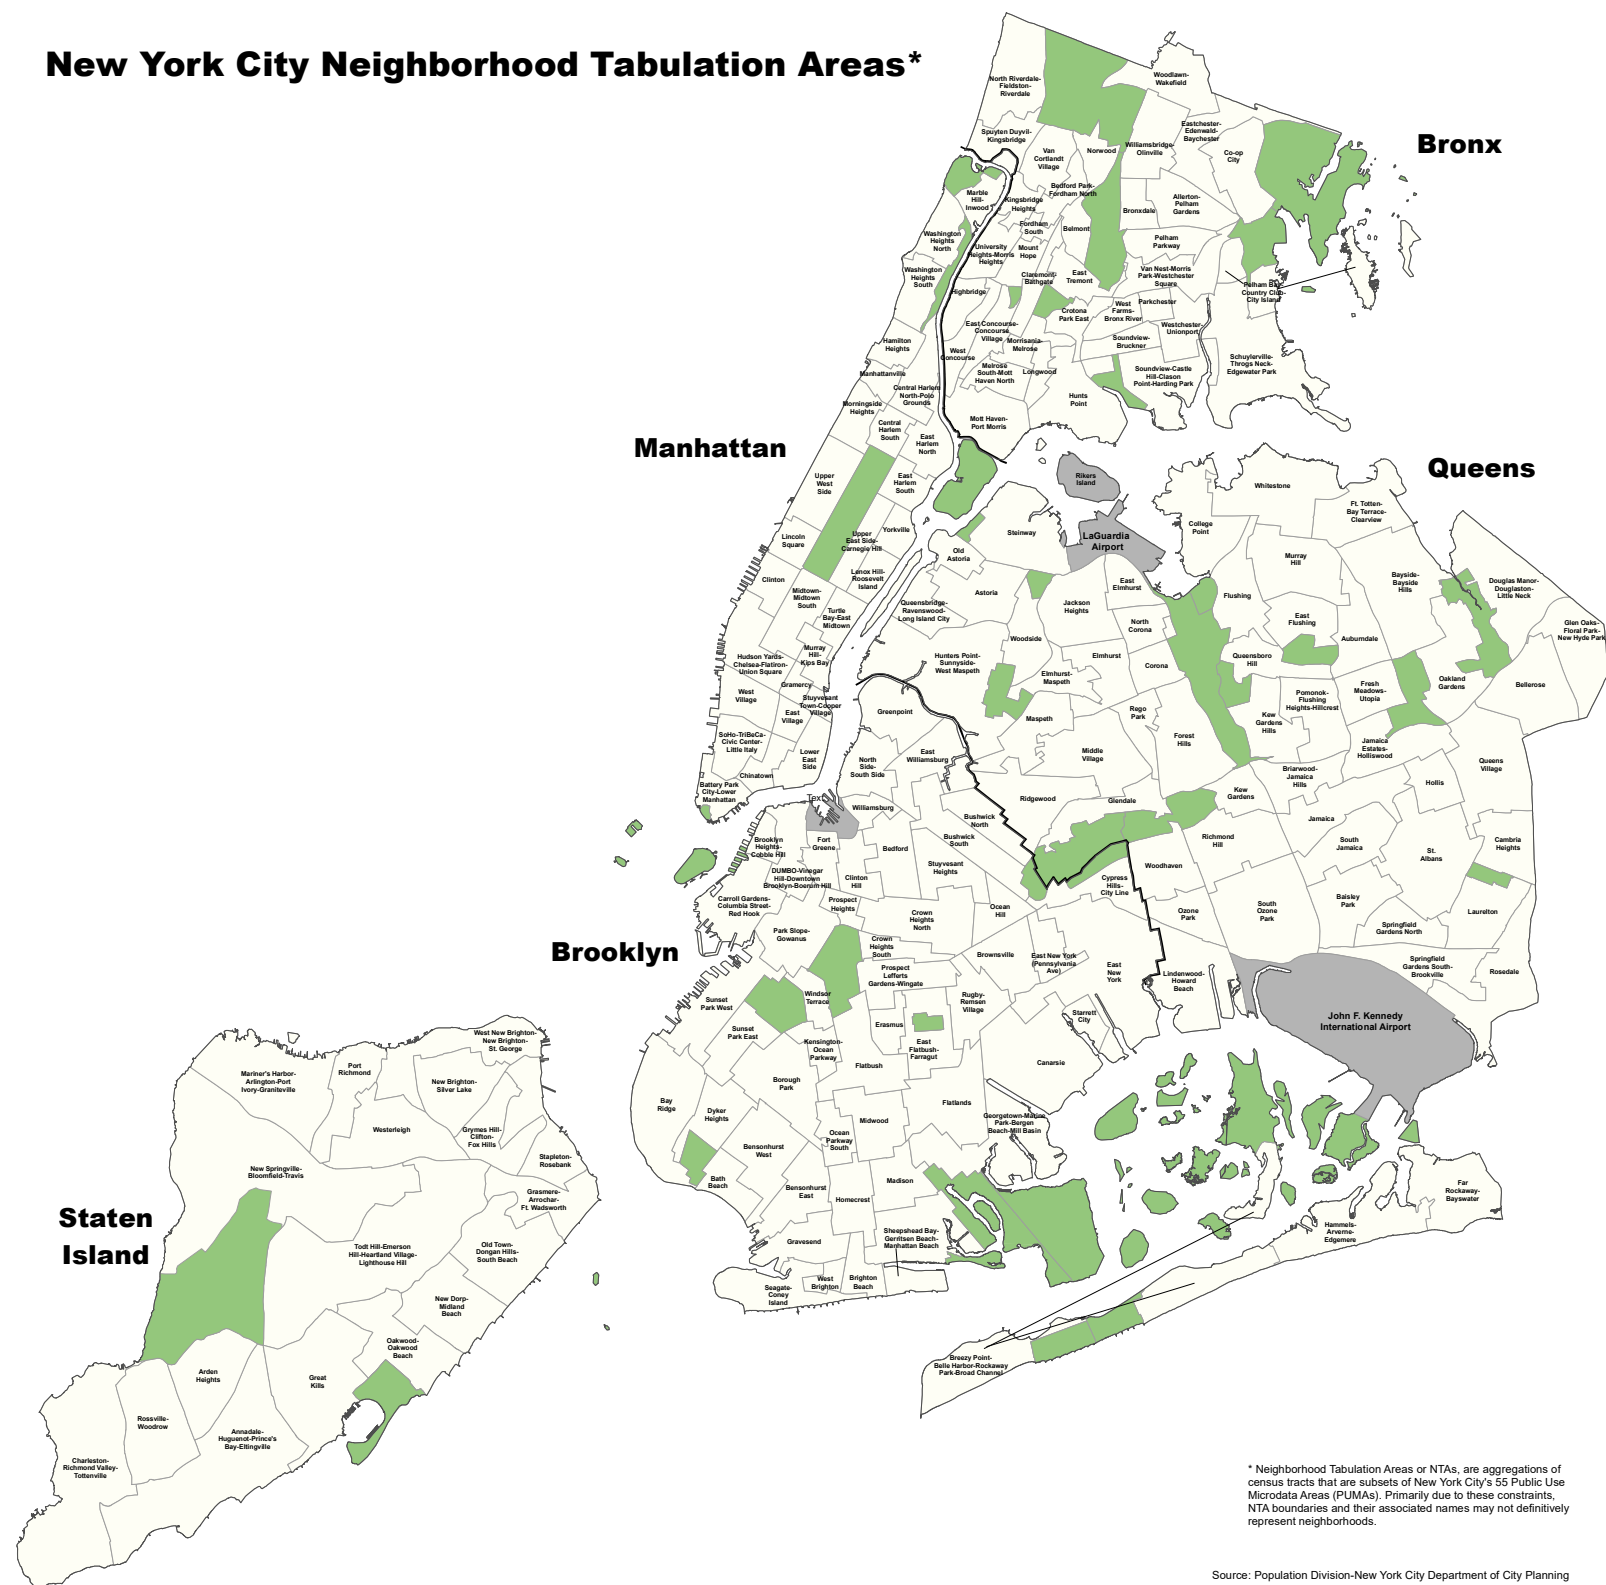 New York City Neighborhood Tabulation Areas*
Bronx
North Riverdale-
Fieldston-
Riverdale
Woodlawn-
Wakefield
Spuyten Duyvil-
Kingsbridge
Van
Cortlandt
Village
Norwood
Williamsbridge-
Olinville
Eastchester-
Edenwald-
Baychester
Co-op
City
Marble
Hill-
Inwood
Kingsbridge
Heights
Bedford Park-
Fordham North
Bronxdale
Allerton-
Pelham
Gardens
Fordham
South
Belmont
Pelham
Parkway
Washington
Heights
North
University
Heights-Morris
Heights
Mount
Hope
Washington
Heights
South
Claremont-
Bathgate
East
Tremont
Van Nest-Morris
Park-Westchester
Square
Pelham Bay-
Country Club-
City Island
Highbridge
Crotona
Park East
West
Farms-
Bronx River
Parkchester
East Concourse-
Concourse
Village
Morrisania-
Melrose
Soundview-
Bruckner
Westchester-
Unionport
Hamilton
Heights
West
Concourse
Melrose
South-Mott
Haven North
Longwood
Soundview-Castle
Hill-Clason
Point-Harding Park
Schuylerville-
Throgs Neck-
Edgewater Park
Manhattanville
Central Harlem
North-Polo
Grounds
Hunts
Point
Morningside
Heights
Central
Harlem
South
East
Harlem
North
Mott Haven-
Port Morris
Manhattan
Upper
West
Side
East
Harlem
South
Rikers
Island
Queens
Whitestone
Ft. Totten-
Bay Terrace-
Clearview
College
Point
Lincoln
Square
Upper
East Side-
Carnegie Hill
Yorkville
Steinway
LaGuardia
Airport
Old
Astoria
Murray
Hill
Clinton
Lenox Hill-
Roosevelt
Island
Astoria
East
Elmhurst
Bayside-
Bayside
Hills
Douglas Manor-
Douglaston-
Little Neck
Midtown-
Midtown
South
Turtle
Bay-East
Midtown
Queensbridge-
Ravenswood-
Long Island City
Jackson
Heights
Flushing
Glen Oaks-
Floral Park-
New Hyde Park
North
Corona
East
Flushing
Auburndale
Woodside
Murray
Hill-
Kips Bay
Hudson Yards-
Chelsea-Flatiron-
Union Square
Hunters Point-
Sunnyside-
West Maspeth
Elmhurst
Corona
Queensboro
Hill
Elmhurst-
Maspeth
Gramercy
West
Village
Stuyvesant
Town-Cooper
Village
East
Village
Fresh
Meadows-
Utopia
Oakland
Gardens
Bellerose
Pomonok-
Flushing
Heights-Hillcrest
Greenpoint
Maspeth
Rego
Park
Kew
Gardens
Hills
Forest
Hills
SoHo-TriBeCa-
Civic Center-
Little Italy
Lower
East
Side
East
Williamsburg
Middle
Village
Jamaica
Estates-
Holliswood
Queens
Village
North
Side-
South Side
Briarwood-
Jamaica
Hills
Hollis
Chinatown
Battery Park
City-Lower
Manhattan
Text
Williamsburg
Ridgewood
Glendale
Kew
Gardens
Bushwick
North
Jamaica
Brooklyn
Heights-
Cobble Hill
Fort
Greene
Bedford
Bushwick
South
Richmond
Hill
South
Jamaica
St.
Albans
Cambria
Heights
Stuyvesant
Heights
Woodhaven
DUMBO-Vinegar
Hill-Downtown
Brooklyn-Boerum Hill
Clinton
Hill
Cypress
Hills-
City Line
Carroll Gardens-
Columbia Street-
Red Hook
Prospect
Heights
Crown
Heights
North
Ocean
Hill
Ozone
Park
South
Ozone
Park
Baisley
Park
Laurelton
Springfield
Gardens North
Brooklyn
Park Slope-
Gowanus
Crown
Heights
South
Brownsville
East New York
(Pennsylvania
Ave)
Springfield
Gardens South-
Brookville
Rosedale
Prospect
Lefferts
Gardens-Wingate
East
New
York
Lindenwood-
Howard
Beach
Windsor
Terrace
Rugby-
Remsen
Village
Sunset
Park West
Starrett
City
John F. Kennedy
International Airport
Sunset
Park East
Erasmus
Kensington-
Ocean
Parkway
East
Flatbush-
Farragut
Flatbush
Canarsie
Borough
Park
Bay
Ridge
Dyker
Heights
Flatlands
Georgetown-Marine
Park-Bergen
Beach-Mill Basin
Midwood
Ocean
Parkway
South
Bensonhurst
West
Bath
Beach
Bensonhurst
East
Madison
Homecrest
Far
Rockaway-
Bayswater
Hammels-
Arverne-
Edgemere
Gravesend
Sheepshead Bay-
Gerritsen Beach-
Manhattan Beach
Seagate-
Coney
Island
West
Brighton
Brighton
Beach
Breezy Point-
Belle Harbor-Rockaway
Park-Broad Channel
Staten
Island
West New Brighton-
New Brighton-
St. George
Port
Richmond
Mariner's Harbor-
Arlington-Port
Ivory-Graniteville
New Brighton-
Silver Lake
Westerleigh
Grymes Hill-
Clifton-
Fox Hills
Stapleton-
Rosebank
New Springville-
Bloomfield-Travis
Grasmere-
Arrochar-
Ft. Wadsworth
Todt Hill-Emerson
Hill-Heartland Village-
Lighthouse Hill
Old Town-
Dongan Hills-
South Beach
New Dorp-
Midland
Beach
Oakwood-
Oakwood
Beach
Arden
Heights
Great
Kills
Rossville-
Woodrow
Annadale-
Huguenot-Prince's
Bay-Eltingville
Charleston-
Richmond Valley-
Tottenville
* Neighborhood Tabulation Areas or NTAs, are aggregations of
census tracts that are subsets of New York City's 55 Public Use
Microdata Areas (PUMAs). Primarily due to these constraints,
NTA boundaries and their associated names may not definitively
represent neighborhoods.
Source: Population Division-New York City Department of City Planning